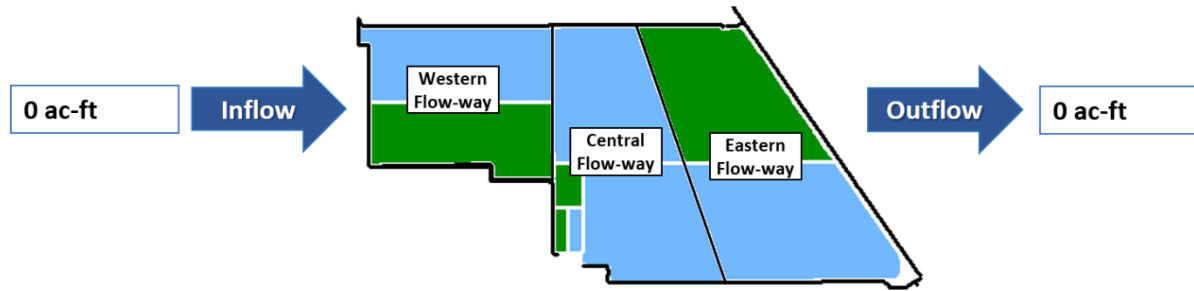 0 ac-ft
Inflow
Western
Flow-way
Central
Flow-way
Eastern
Flow-way
Outflow
0 ac-ft